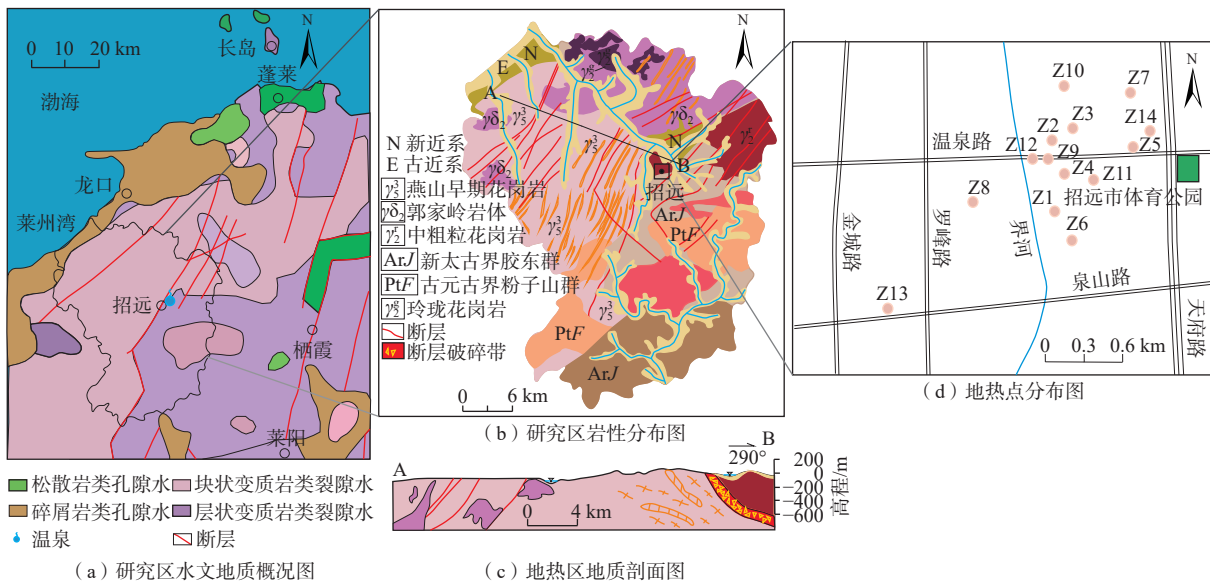 N
0 10 20 km
长岛
蓬莱
渤海
龙口
莱州湾
招远
栖霞
莱阳
松散岩类孔隙水
块状变质岩类裂隙水
碎屑岩类孔隙水
层状变质岩类裂隙水
温泉
断层
(a)研究区水文地质概况图
N
N
E
A
γδ₂
γ₅³
γδ₂
γ₅³
γδ₂
N
B
招远
ArJ
PtF
γ₅³
γ₅³
PtF
ArJ
N 新近系
E 古近系
γ₅³ 燕山早期花岗岩
γδ₂ 郭家岭岩体
中粗粒花岗岩
ArJ 新太古界胶东群
PtF 古元古界粉子山群
玲珑花岗岩
断层
断层破碎带
0 6 km
(b)研究区岩性分布图
A
B
290°
200
0
−200
−400
−600
高程/m
0 4 km
(c)地热区地质剖面图
N
Z10
Z7
Z3
Z14
Z2
温泉路
Z5
Z12
Z9
Z4
Z11
Z8
Z1
招远市体育公园
Z6
金城路
罗峰路
界河
泉山路
Z13
天府路
0 0.3 0.6 km
(d)地热点分布图